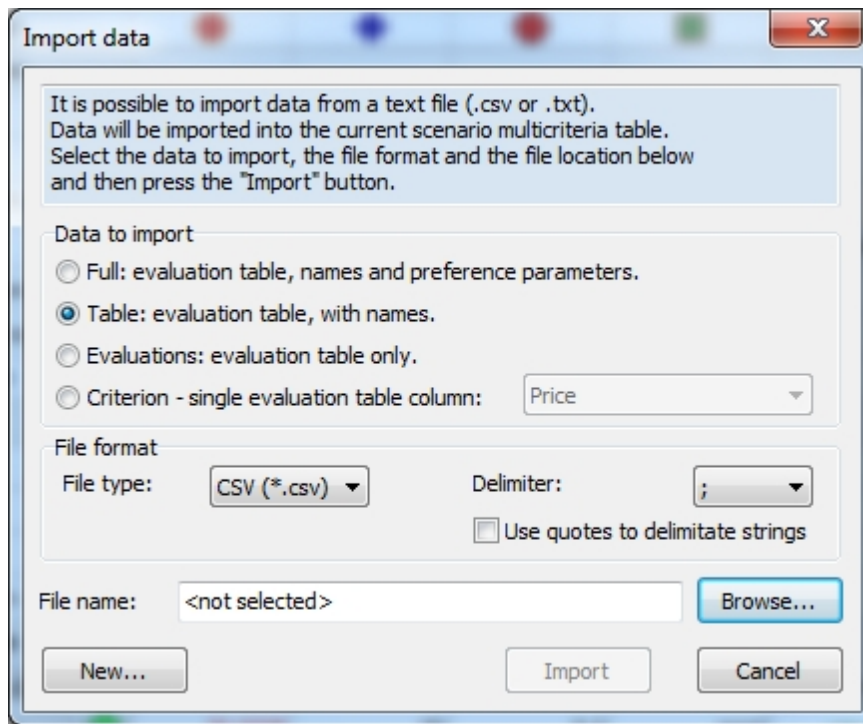 Import data
It is possible to import data from a text file (.csv or .txt).
Data will be imported into the current scenario multicriteria table.
Select the data to import, the file format and the file location below
and then press the "Import" button.
Data to import
Full: evaluation table, names and preference parameters.
Table: evaluation table, with names.
Evaluations: evaluation table only.
Criterion - single evaluation table column: Price
File format
File type: CSV (*.csv) Delimiter: ;
Use quotes to delimitate strings
File name: <not selected> Browse...
New... Import Cancel